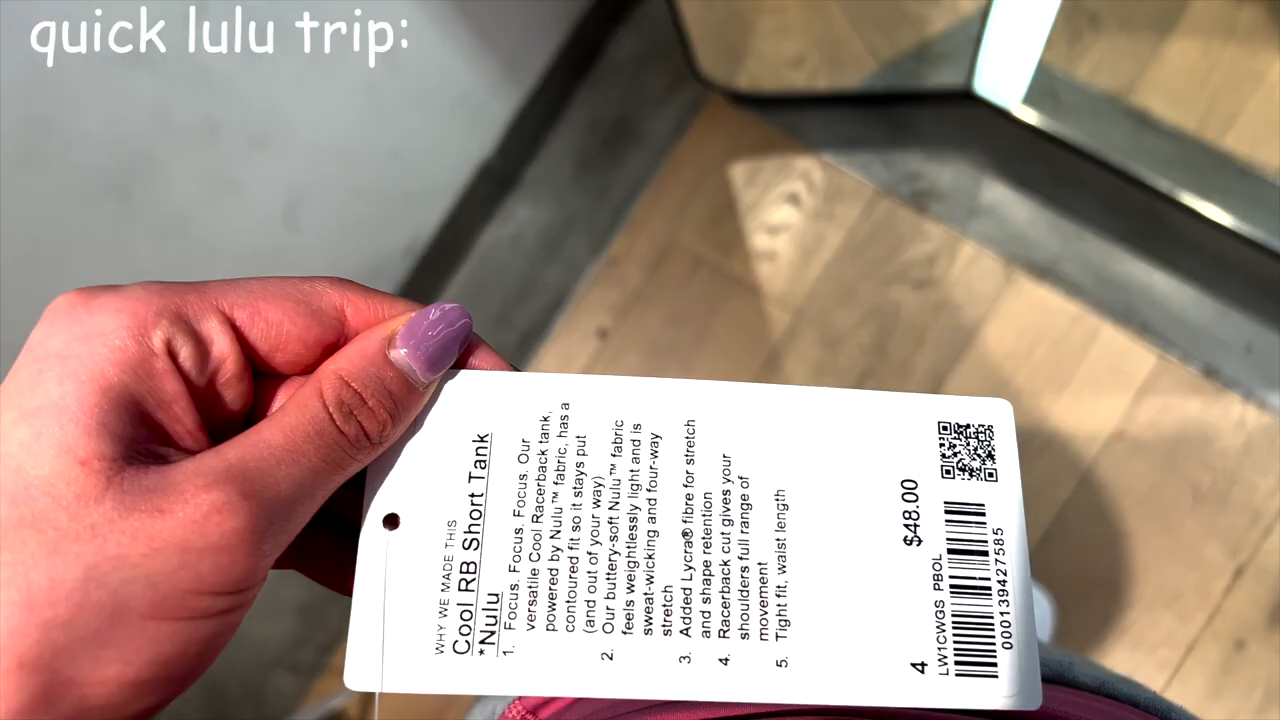 quick lulu trip:
WHY WE MADE THIS
Cool RB Short Tank
*Nulu
1. Focus. Focus. Focus. Our
versatile Cool Racerback tank,
powered by Nulu™ fabric, has a
contoured fit so it stays put
(and out of your way)
2. Our buttery-soft Nulu™ fabric
feels weightlessly light and is
sweat-wicking and four-way
stretch
3. Added Lycra® fibre for stretch
and shape retention
4. Racerback cut gives your
shoulders full range of
movement
5. Tight fit, waist length
4
$48.00
LW1CWGS PBOL
000139427585